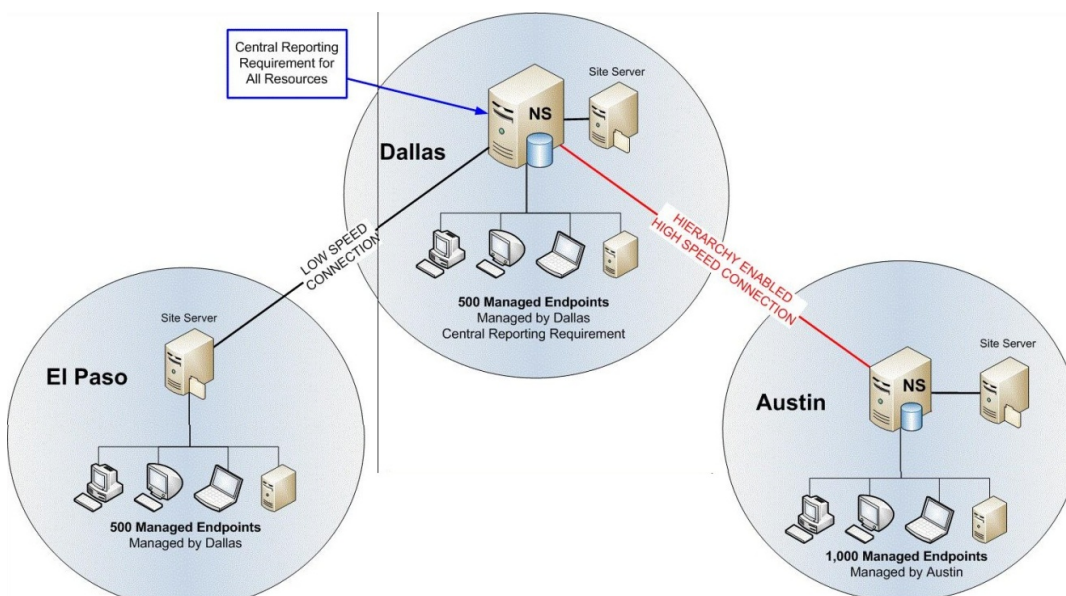 Central Reporting
Requirement for
All Resources
NS
Site Server
Dallas
LOW SPEED
CONNECTION
HIERARCHY ENABLED
HIGH SPEED CONNECTION
500 Managed Endpoints
Managed by Dallas
Central Reporting Requirement
Site Server
El Paso
500 Managed Endpoints
Managed by Dallas
Site Server
NS
Austin
1,000 Managed Endpoints
Managed by Austin